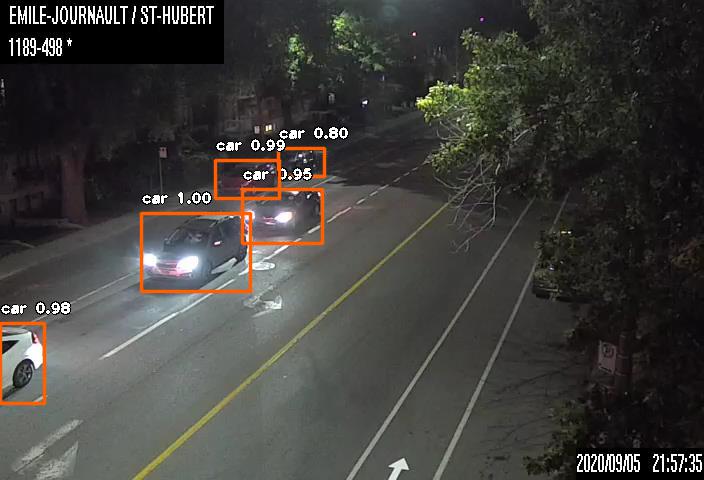 EMILE-JOURNAULT / ST-HUBERT
1189-498 *
car 0.80
car 0.99
car 0.95
car 1.00
car 0.98
2020/09/05 21:57:35